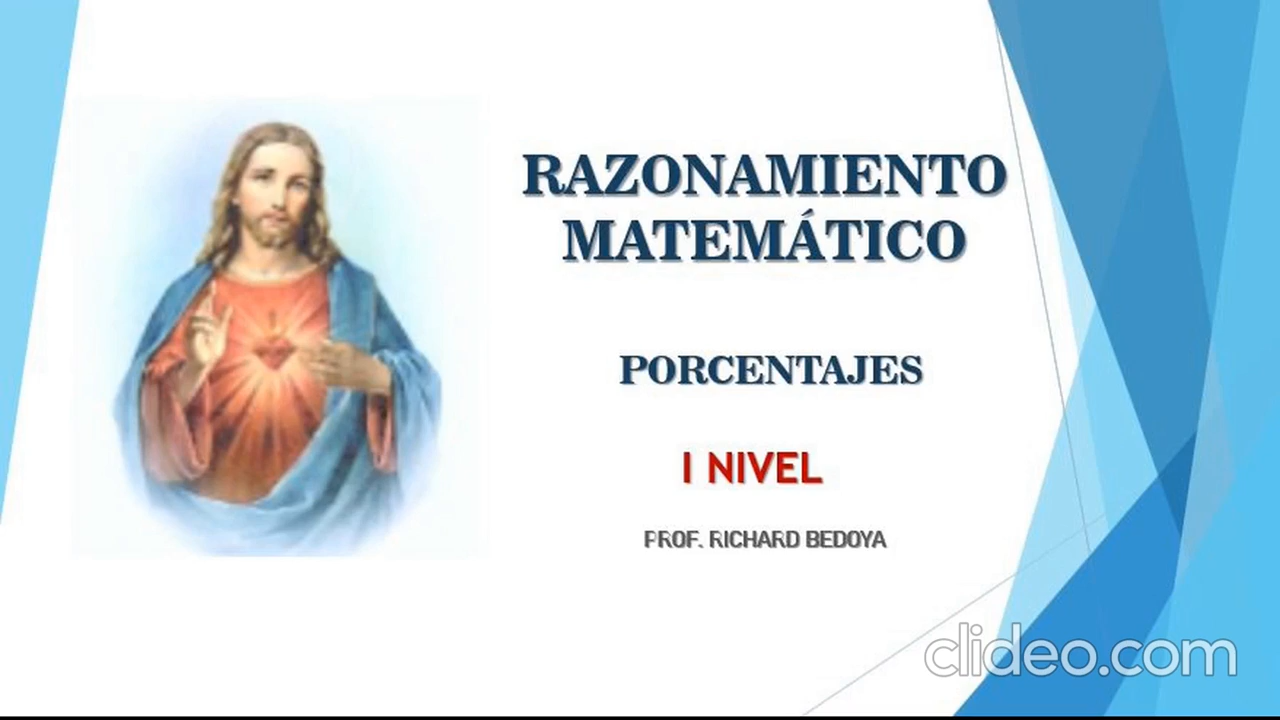 RAZONAMIENTO
MATEMÁTICO
PORCENTAJES
I NIVEL
PROF. RICHARD BEDOYA
clideo.com